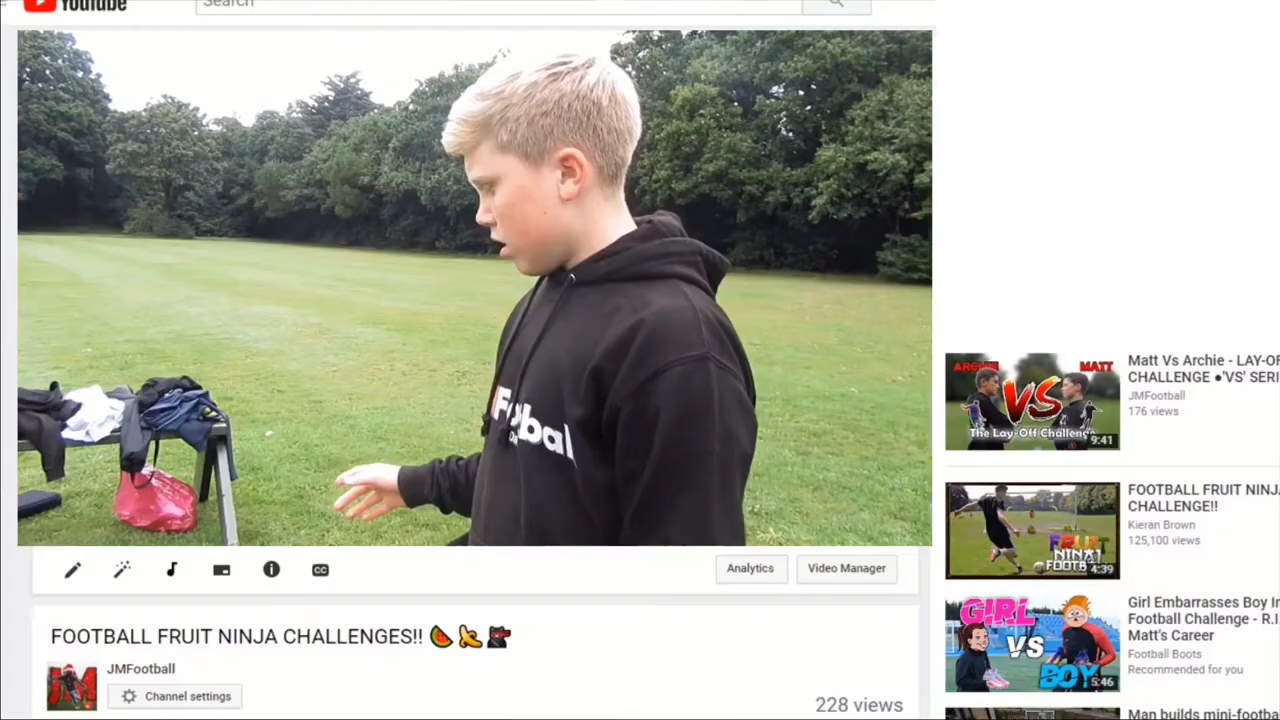 YouTube
Search
Football
CC
Analytics
Video Manager
FOOTBALL FRUIT NINJA CHALLENGES!!
JMFootball
Channel settings
228 views
JM
ARCHIE
MATT
VS
The Lay-Off Challenge
9:41
Matt Vs Archie - LAY-OF
CHALLENGE ●'VS' SERI
JMFootball
176 views
FRUIT
NINJA
FOOTB
4:39
FOOTBALL FRUIT NINJ
CHALLENGE!!
Kieran Brown
125,100 views
GIRL
VS
BOY
5:46
Girl Embarrasses Boy In
Football Challenge - R.I.
Matt's Career
Football Boots
Recommended for you
Man builds mini-footba